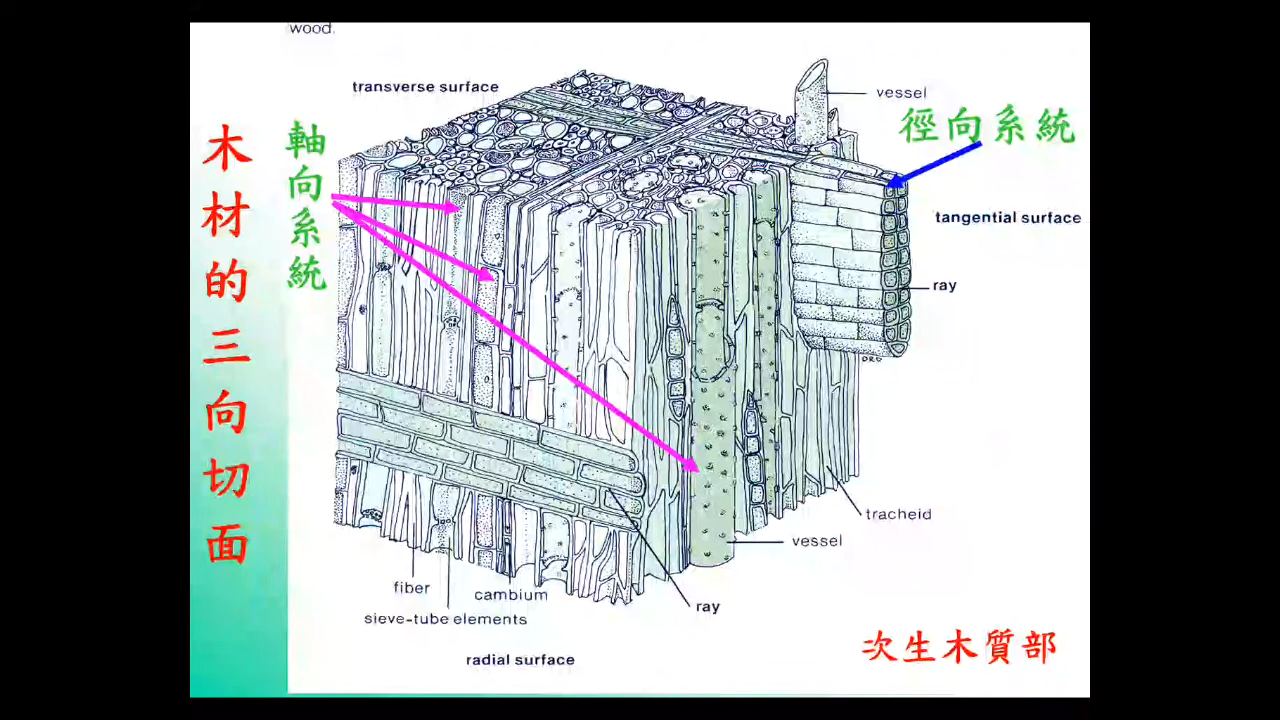 wood.
transverse surface
vessel
徑向系統
軸向系統
木材的三向切面
tangential surface
ray
DRG
tracheid
vessel
fiber
cambium
ray
sieve-tube elements
次生木質部
radial surface